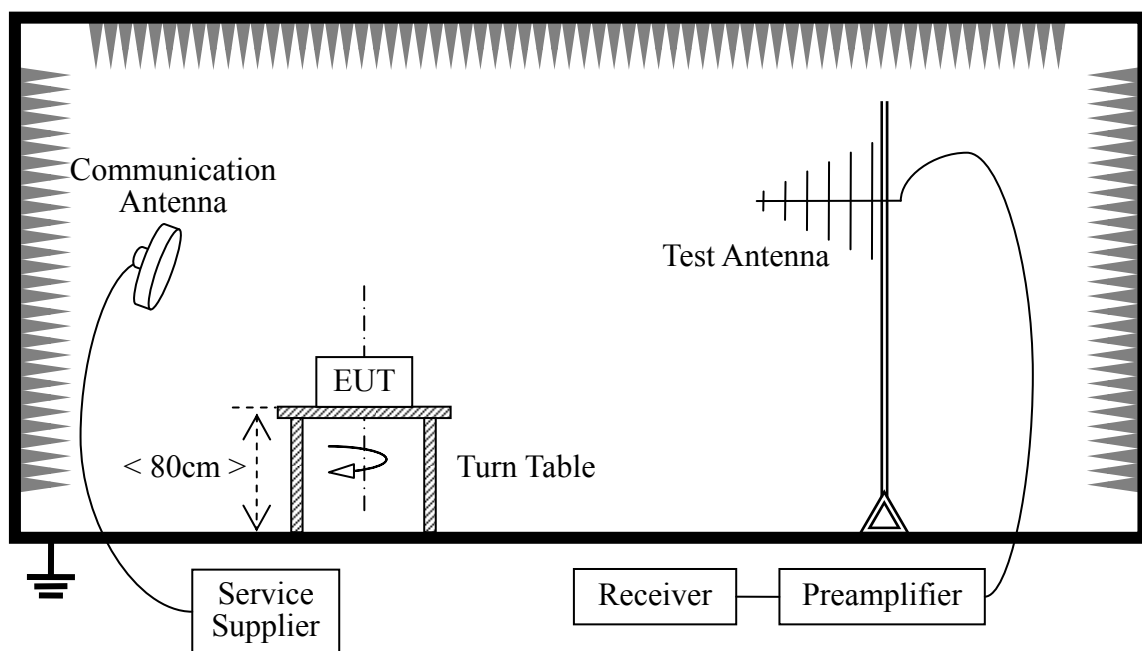 Communication
Antenna
Test Antenna
EUT
< 80cm >
Turn Table
Service
Supplier
Receiver
Preamplifier